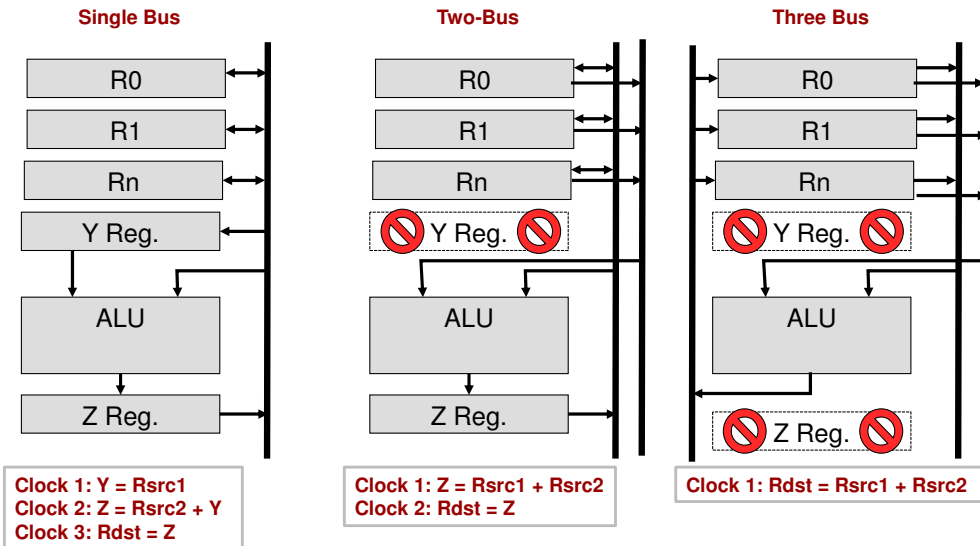 Single Bus
R0
R1
Rn
Y Reg.
ALU
Z Reg.
Clock 1: Y = Rsrc1
Clock 2: Z = Rsrc2 + Y
Clock 3: Rdst = Z
Two-Bus
R0
R1
Rn
Y Reg.
ALU
Z Reg.
Clock 1: Z = Rsrc1 + Rsrc2
Clock 2: Rdst = Z
Three Bus
R0
R1
Rn
Y Reg.
ALU
Z Reg.
Clock 1: Rdst = Rsrc1 + Rsrc2